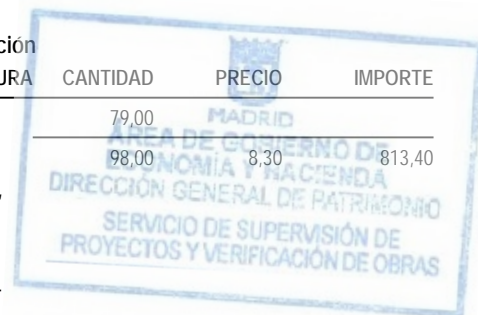 ción
URA CANTIDAD PRECIO IMPORTE
79,00
98,00 8,30 813,40
MADRID
ÁREA DE GOBIERNO DE
ECONOMÍA Y HACIENDA
DIRECCIÓN GENERAL DE PATRIMONIO
SERVICIO DE SUPERVISIÓN DE
PROYECTOS Y VERIFICACIÓN DE OBRAS